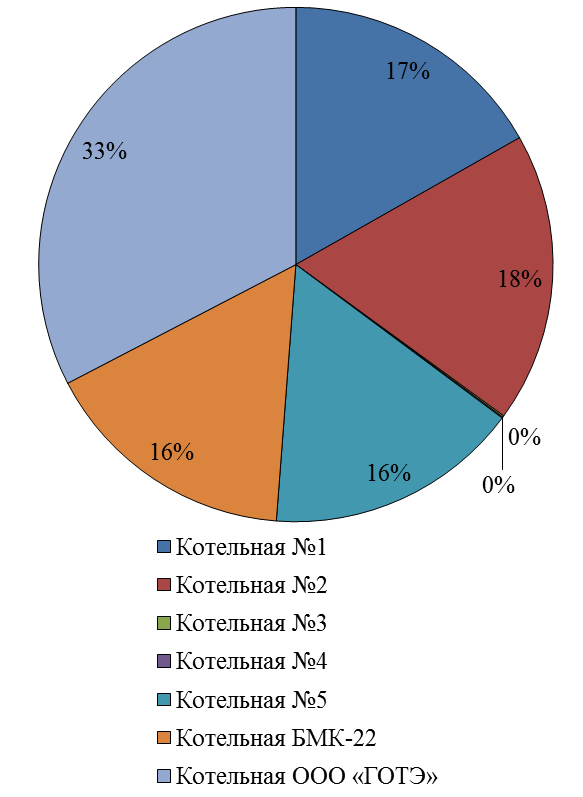 17%
33%
18%
0%
16%
16%
0%
Котельная №1
Котельная №2
Котельная №3
Котельная №4
Котельная №5
Котельная БМК-22
Котельная ООО «ГОТЭ»